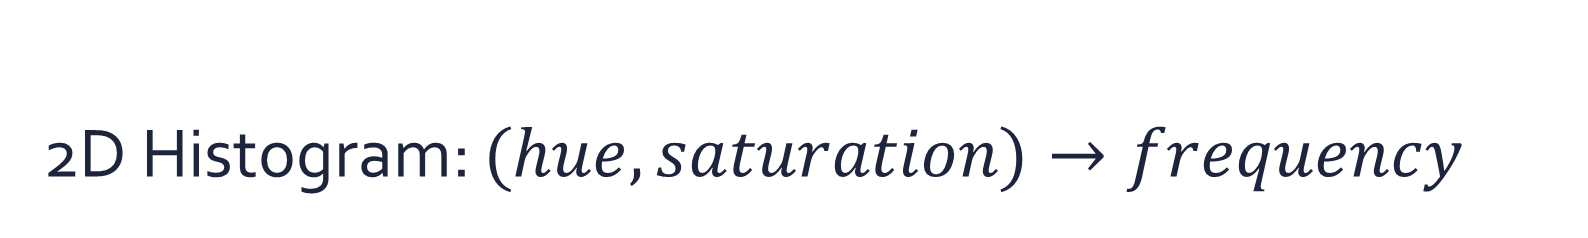 2D Histogram: (hue, saturation) → frequency